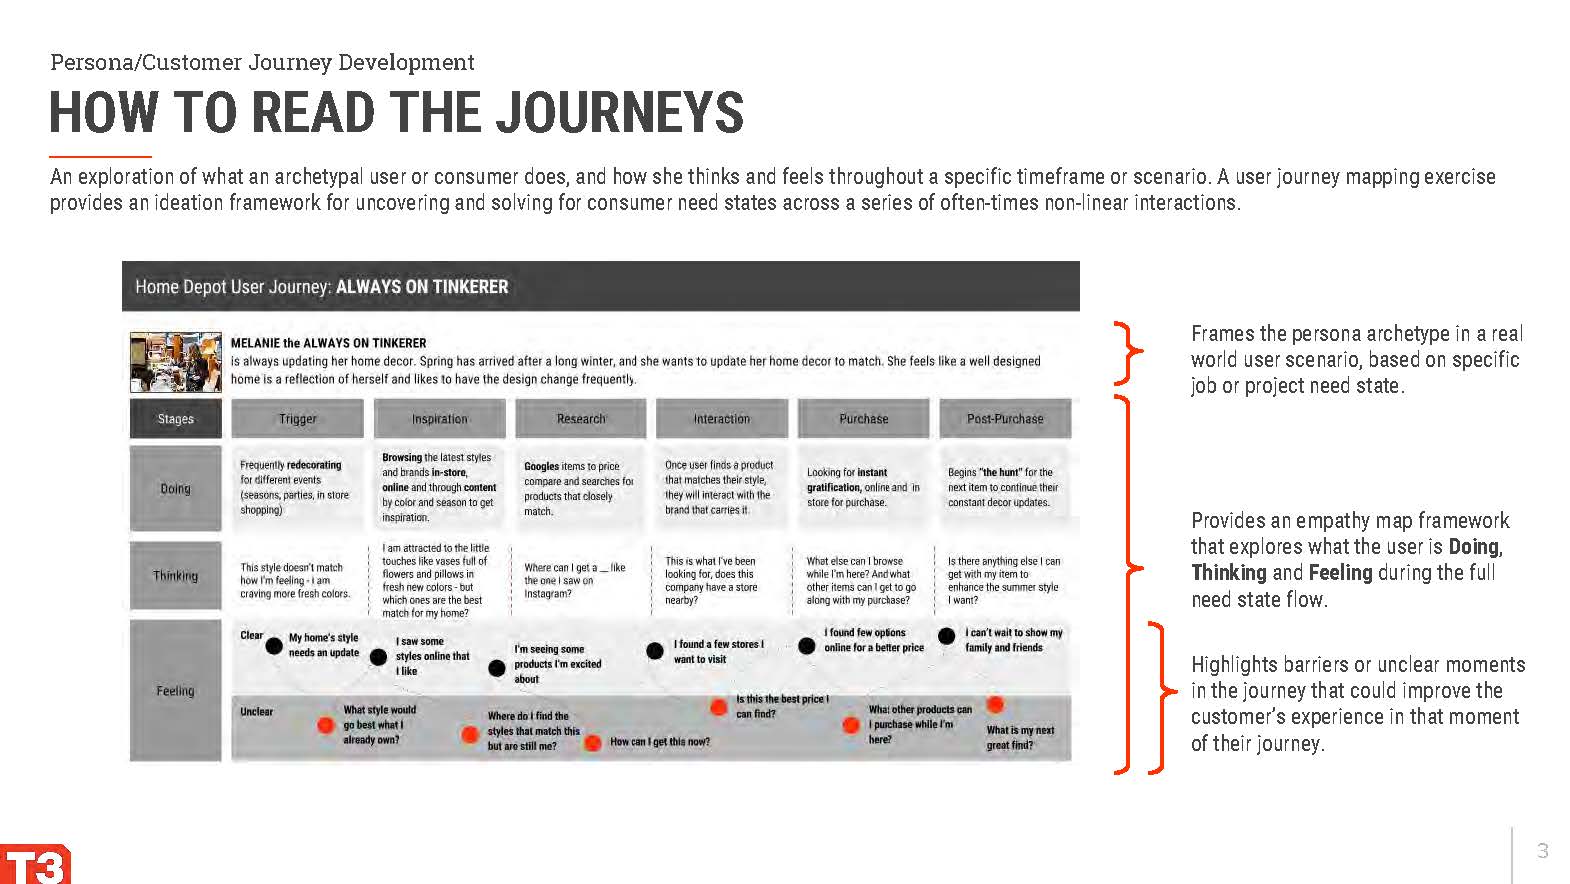 Persona/Customer Journey Development
HOW TO READ THE JOURNEYS
An exploration of what an archetypal user or consumer does, and how she thinks and feels throughout a specific timeframe or scenario. A user journey mapping exercise
provides an ideation framework for uncovering and solving for consumer need states across a series of often-times non-linear interactions.
Home Depot User Journey: ALWAYS ON TINKERER
MELANIE the ALWAYS ON TINKERER
is always updating her home decor. Spring has arrived after a long winter, and she wants to update her home decor to match. She feels like a well designed
home is a reflection of herself and likes to have the design change frequently.
Stages
Trigger
Inspiration
Research
Interaction
Purchase
Post-Purchase
Doing
Frequently redecorating
for different events
(seasons, parties, in store
shopping)
Browsing the latest styles
and brands in-store,
online and through content
by color and season to get
inspiration.
Googles items to price
compare and searches for
products that closely
match.
Once user finds a product
that matches their style,
they will interact with the
brand that carries it.
Looking for instant
gratification, online and in
store for purchase.
Begins "the hunt" for the
next item to continue their
constant decor updates.
Thinking
This style doesn't match
how I'm feeling - I am
craving more fresh colors.
I am attracted to the little
touches like vases full of
flowers and pillows in
fresh new colors - but
which ones are the best
match for my home?
Where can I get a __ like
the one I saw on
Instagram?
This is what I've been
looking for, does this
company have a store
nearby?
What else can I browse
while I'm here? And what
other items can I get to go
along with my purchase?
Is there anything else I can
get with my item to
enhance the summer style
I want?
Feeling
Clear
My home's style
needs an update
I saw some
styles online that
I like
I'm seeing some
products I'm excited
about
I found a few stores I
want to visit
I found few options
online for a better price
I can't wait to show my
family and friends
Unclear
What style would
go best what I
already own?
Where do I find the
styles that match this
but are still me?
How can I get this now?
Is this the best price I
can find?
What other products can
I purchase while I'm
here?
What is my next
great find?
Frames the persona archetype in a real
world user scenario, based on specific
job or project need state.
Provides an empathy map framework
that explores what the user is Doing,
Thinking and Feeling during the full
need state flow.
Highlights barriers or unclear moments
in the journey that could improve the
customer's experience in that moment
of their journey.
T3
3